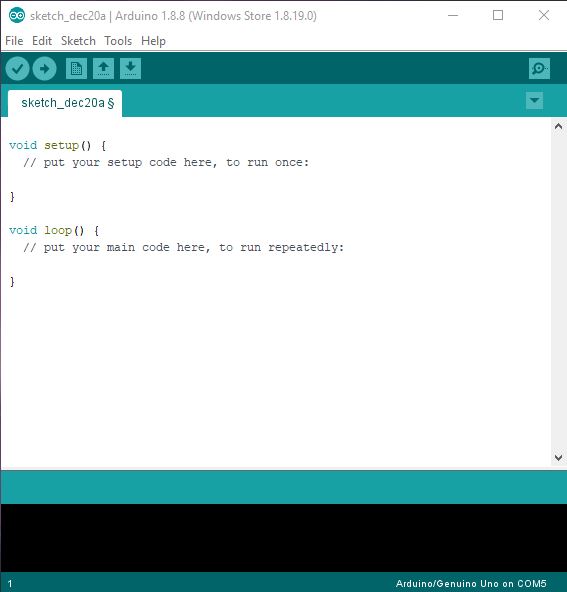 sketch_dec20a | Arduino 1.8.8 (Windows Store 1.8.19.0)
File Edit Sketch Tools Help
sketch_dec20a §
void setup() {
  // put your setup code here, to run once:
}
void loop() {
  // put your main code here, to run repeatedly:
}
1 Arduino/Genuino Uno on COM5